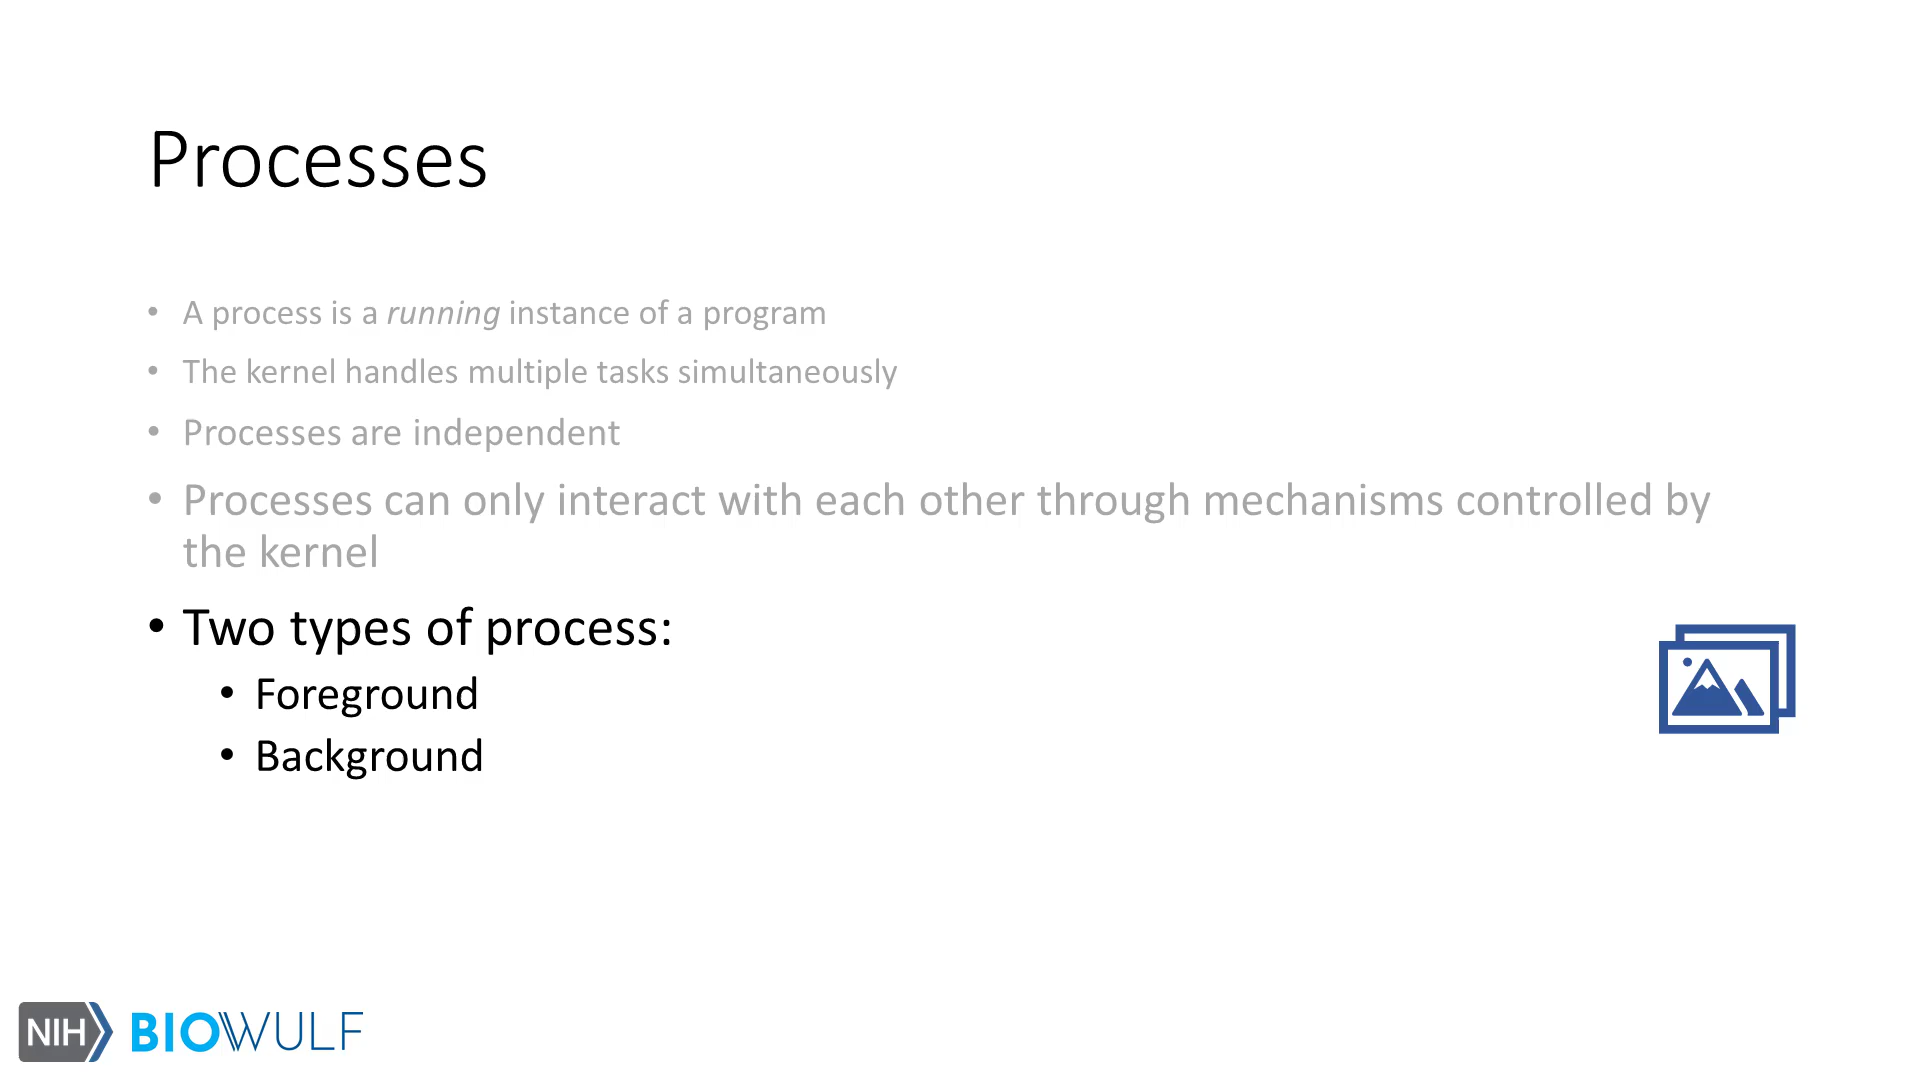 Processes
• A process is a running instance of a program
• The kernel handles multiple tasks simultaneously
• Processes are independent
• Processes can only interact with each other through mechanisms controlled by
the kernel
• Two types of process:
• Foreground
• Background
NIH BIOWULF